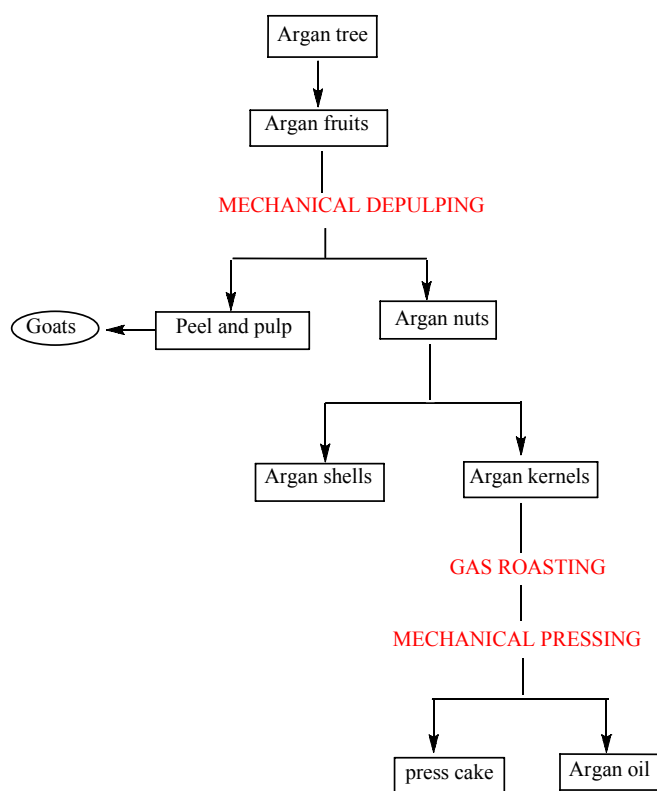 Argan tree
Argan fruits
MECHANICAL DEPULPING
Goats
Peel and pulp
Argan nuts
Argan shells
Argan kernels
GAS ROASTING
MECHANICAL PRESSING
press cake
Argan oil